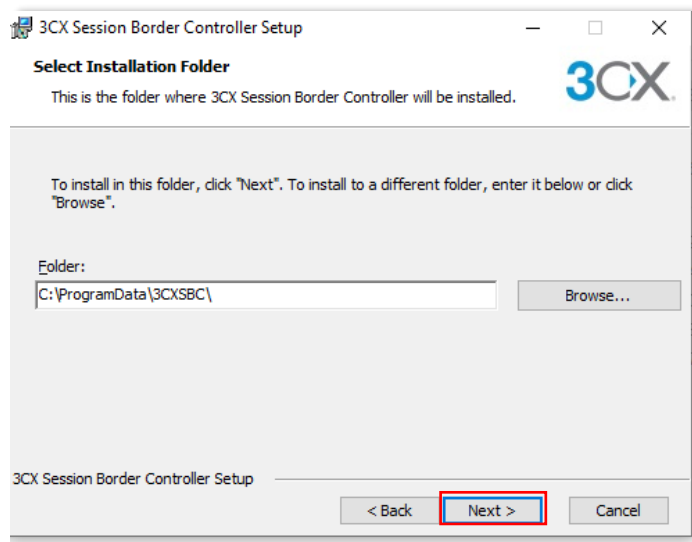 3CX Session Border Controller Setup
Select Installation Folder
This is the folder where 3CX Session Border Controller will be installed.
3CX
To install in this folder, click "Next". To install to a different folder, enter it below or click
"Browse".
Folder:
C:\ProgramData\3CXSBC\
Browse...
3CX Session Border Controller Setup
< Back
Next >
Cancel